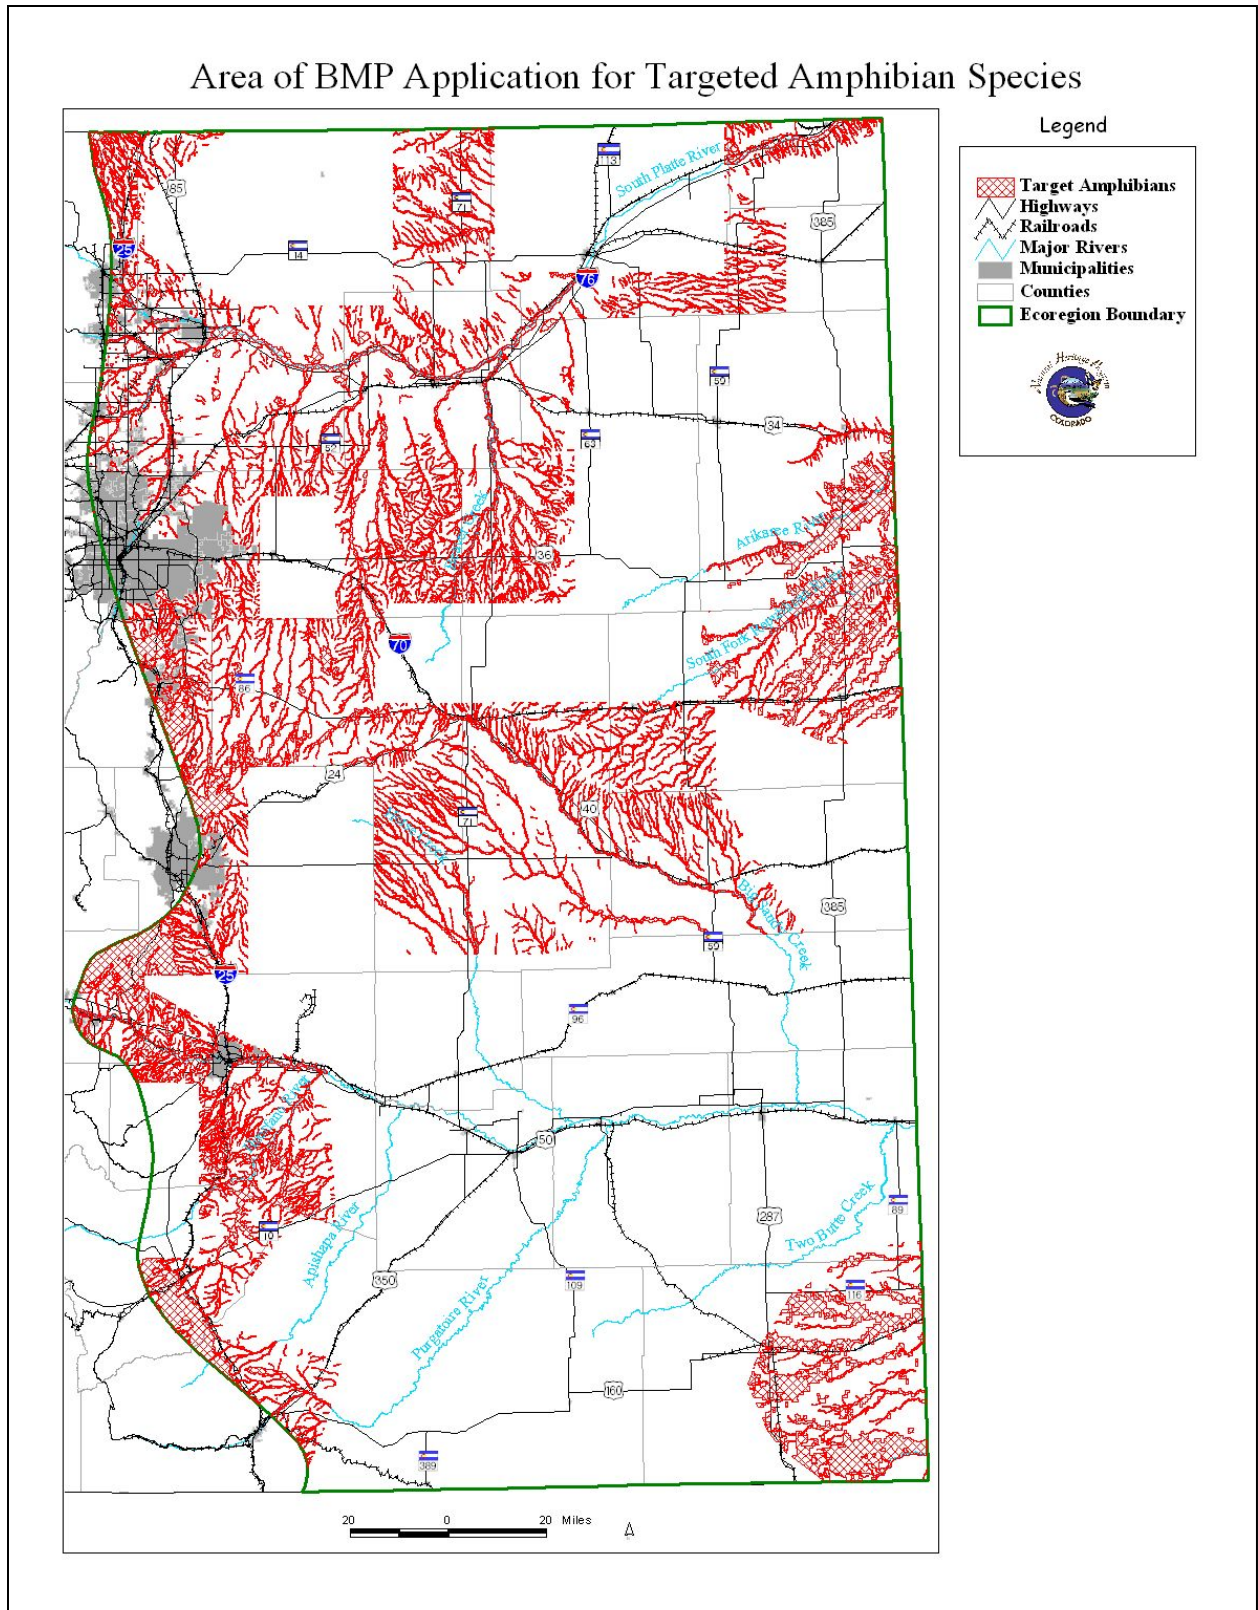 Area of BMP Application for Targeted Amphibian Species
Legend
Target Amphibians
Highways
Railroads
Major Rivers
Municipalities
Counties
Ecoregion Boundary
COLORADO
113
South Platte River
85
71
385
25
14
76
59
34
52
63
Arikaree River
36
South Fork
70
86
24
40
71
Big Sandy Creek
385
59
25
96
River
50
89
Two Butte Creek
287
10
Apishapa River
350
109
116
Purgatoire River
160
389
20 0 20 Miles